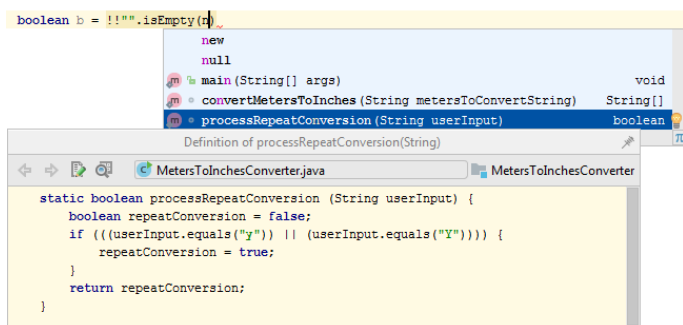 boolean b = !!"".isEmpty(n)
new
null
main(String[] args) void
convertMetersToInches(String metersToConvertString) String[]
processRepeatConversion(String userInput) boolean
Definition of processRepeatConversion(String)
MetersToInchesConverter.java MetersToInchesConverter
static boolean processRepeatConversion (String userInput) {
boolean repeatConversion = false;
if (((userInput.equals("y")) || (userInput.equals("Y")))) {
repeatConversion = true;
}
return repeatConversion;
}